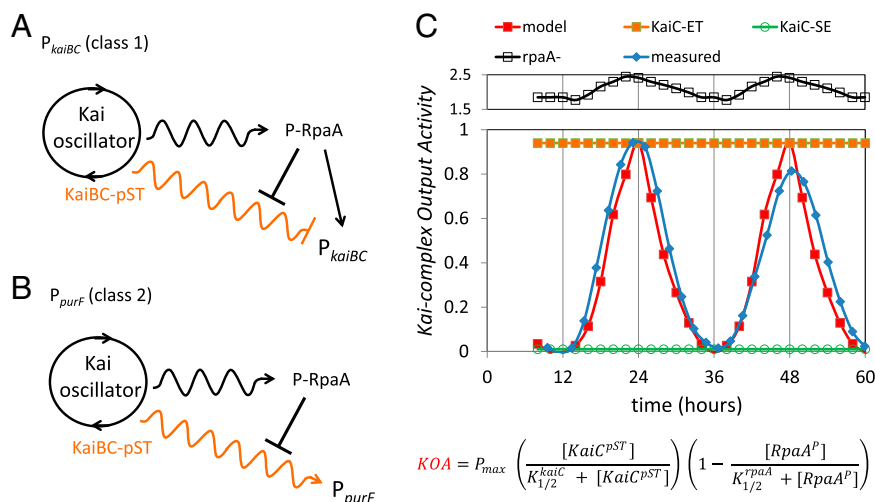 A
P_kaiBC (class 1)
Kai
oscillator
P-RpaA
KaiBC-pST
P_kaiBC
B
P_purF (class 2)
Kai
oscillator
P-RpaA
KaiBC-pST
P_purF
C
model
KaiC-ET
KaiC-SE
rpaA-
measured
2.5
1.5
Kai-complex Output Activity
1
0.8
0.6
0.4
0.2
0
0 12 24 36 48 60
time (hours)
KOA = P_max ([KaiC^pST] / (K_1/2^kaiC + [KaiC^pST])) (1 − [RpaA^P] / (K_1/2^rpaA + [RpaA^P]))